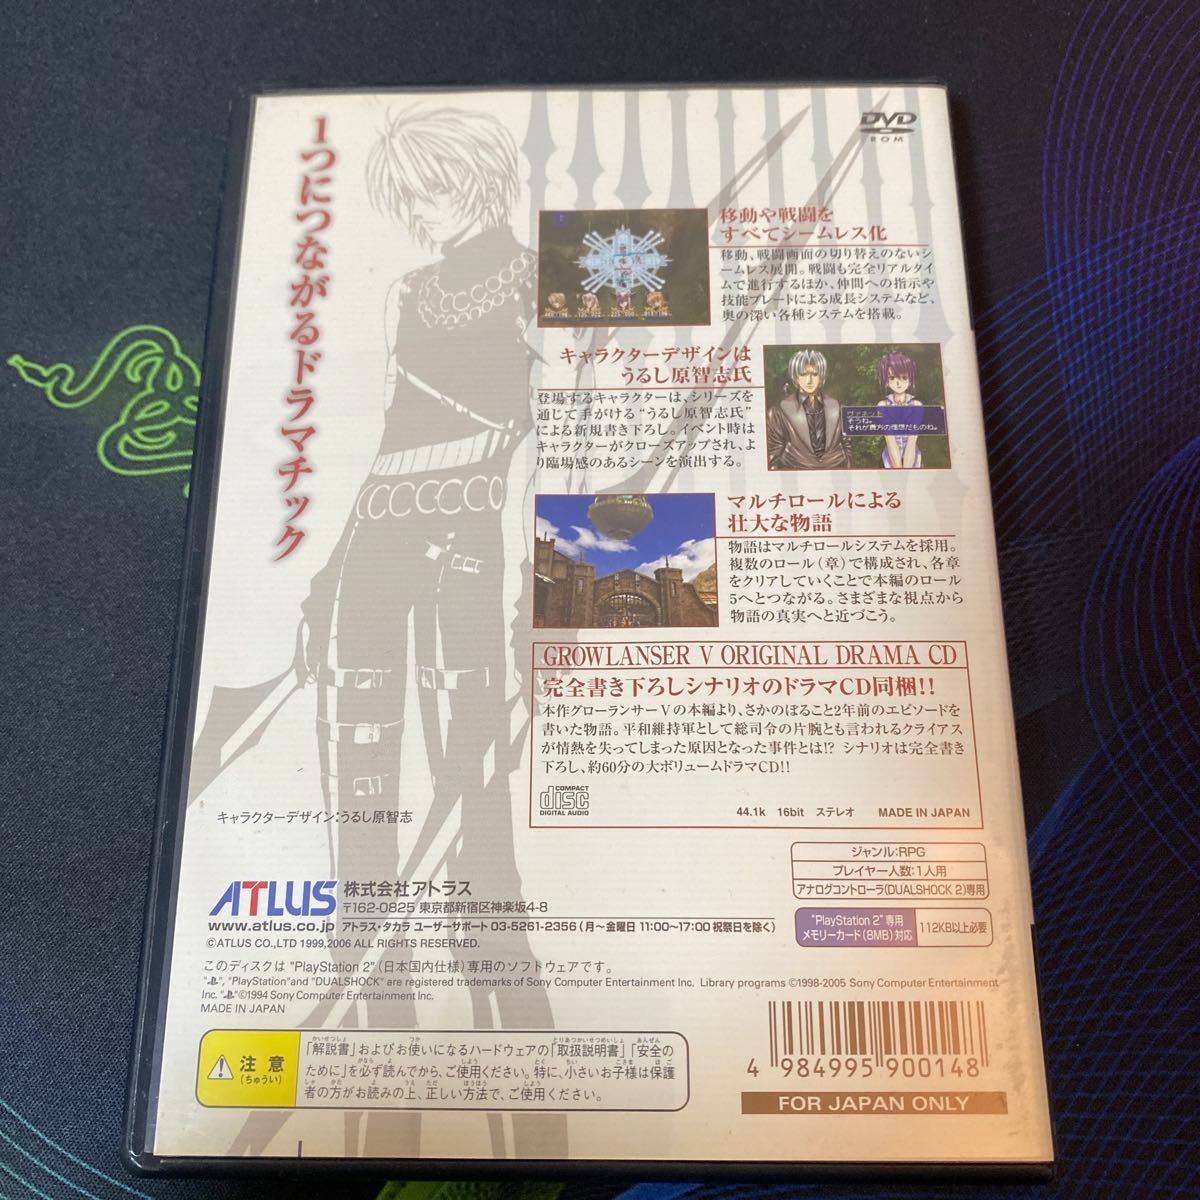 1つにつながるドラマチック
DVD
ROM
移動や戦闘を
すべてシームレス化
移動、戦闘画面の切り替えのないシ
ームレス展開。戦闘も完全リアルタイ
ムで進行するほか、仲間への指示や
技能プレートによる成長システムなど、
奥の深い各種システムを搭載。
キャラクターデザインは
うるし原智志氏
登場するキャラクターは、シリーズを
通じて手がける“うるし原智志氏”
による新規書き下ろし。イベント時は
キャラクターがクローズアップされ、よ
り臨場感のあるシーンを演出する。
ヴァネット
そうね。
それが貴方の理想だものね。
マルチロールによる
壮大な物語
物語はマルチロールシステムを採用。
複数のロール(章)で構成され、各章
をクリアしていくことで本編のロール
5へとつながる。さまざまな視点から
物語の真実へと近づこう。
GROWLANSER V ORIGINAL DRAMA CD
完全書き下ろしシナリオのドラマCD同梱!!
本作グローランサーVの本編より、さかのぼること2年前のエピソードを
書いた物語。平和維持軍として総司令の片腕とも言われるクライアス
が情熱を失ってしまった原因となった事件とは!? シナリオは完全書き
下ろし、約60分の大ボリュームドラマCD!!
COMPACT
disc
DIGITAL AUDIO
44.1k 16bit ステレオ MADE IN JAPAN
キャラクターデザイン:うるし原智志
ジャンル:RPG
プレイヤー人数:1人用
アナログコントローラ(DUALSHOCK 2)専用
"PlayStation 2"専用
メモリーカード(8MB)対応
112KB以上必要
ATLUS
株式会社アトラス
〒162-0825 東京都新宿区神楽坂4-8
www.atlus.co.jp アトラス・タカラ ユーザーサポート 03-5261-2356 (月〜金曜日 11:00〜17:00 祝祭日を除く)
©ATLUS CO.,LTD 1999,2006 ALL RIGHTS RESERVED.
このディスクは "PlayStation 2" (日本国内仕様)専用のソフトウェアです。
" ", "PlayStation"and "DUALSHOCK" are registered trademarks of Sony Computer Entertainment Inc. Library programs ©1998-2005 Sony Computer Entertainment
Inc. " "©1994 Sony Computer Entertainment Inc.
MADE IN JAPAN
注意
(ちゅうい)
「解説書」およびお使いになるハードウェアの「取扱説明書」「安全の
ために」を必ず読んでから、ご使用ください。特に、小さいお子様は保護
者の方がお読みの上、正しい方法で、ご使用ください。
4 984995 900148
FOR JAPAN ONLY